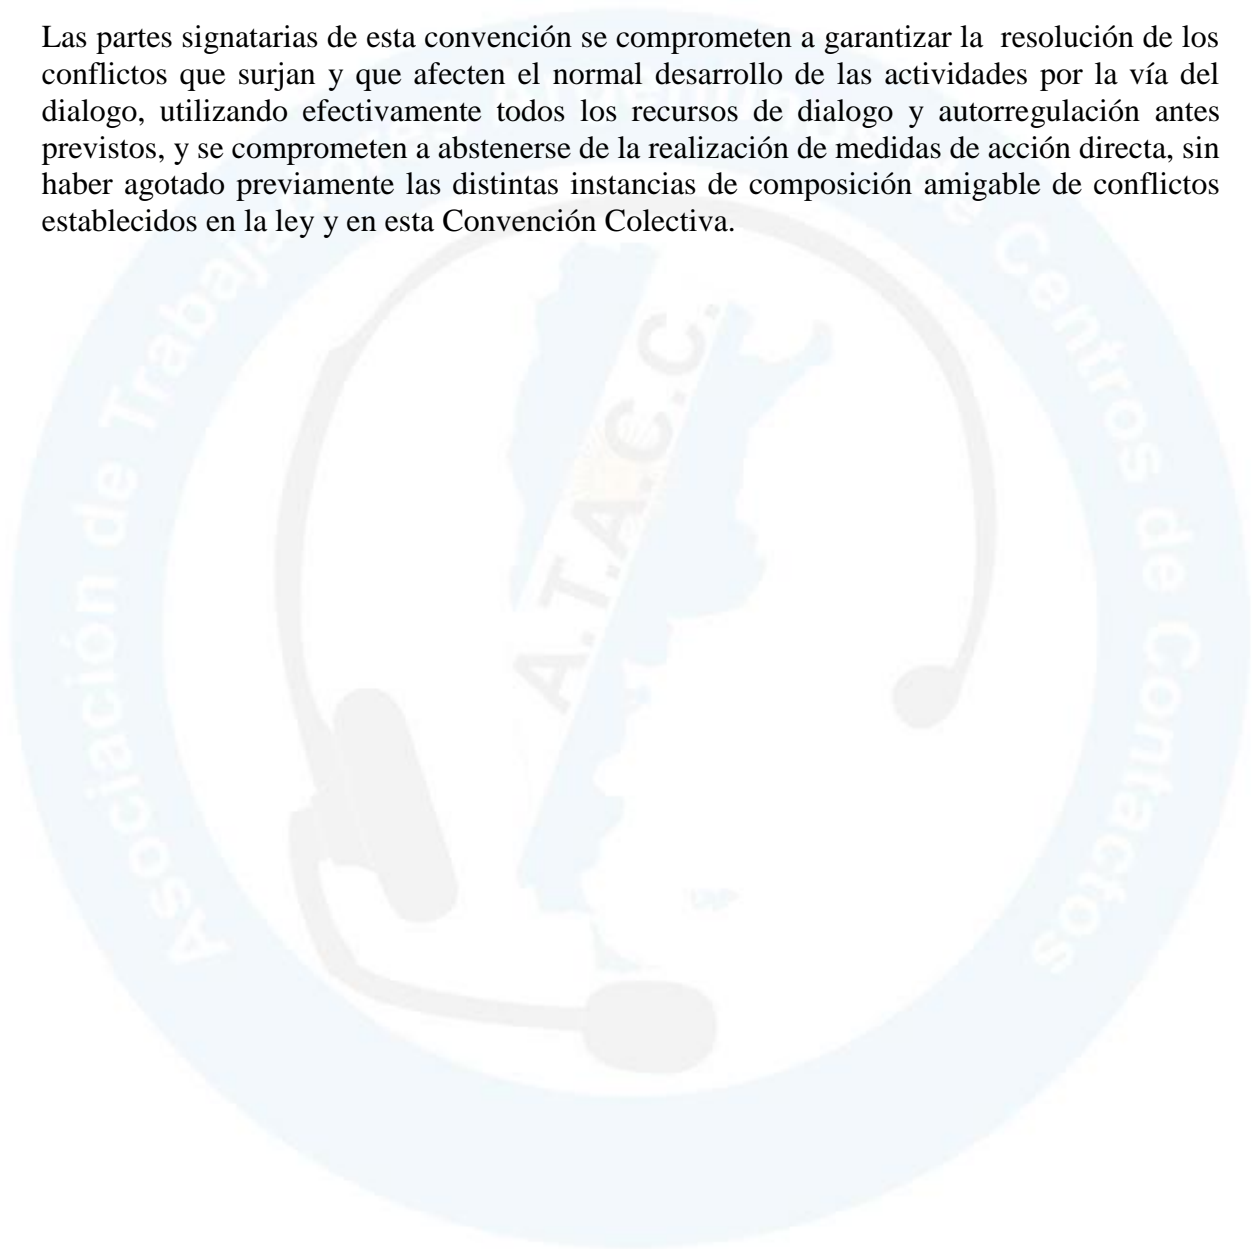 Las partes signatarias de esta convención se comprometen a garantizar la  resolución de los
conflictos que surjan y que afecten el normal desarrollo de las actividades por la vía del
dialogo, utilizando efectivamente todos los recursos de dialogo y autorregulación antes
previstos, y se comprometen a abstenerse de la realización de medidas de acción directa, sin
haber agotado previamente las distintas instancias de composición amigable de conflictos
establecidos en la ley y en esta Convención Colectiva.
A.T.A.C.C.
Asociación de Trabajadores Argentinos de Centros de Contactos